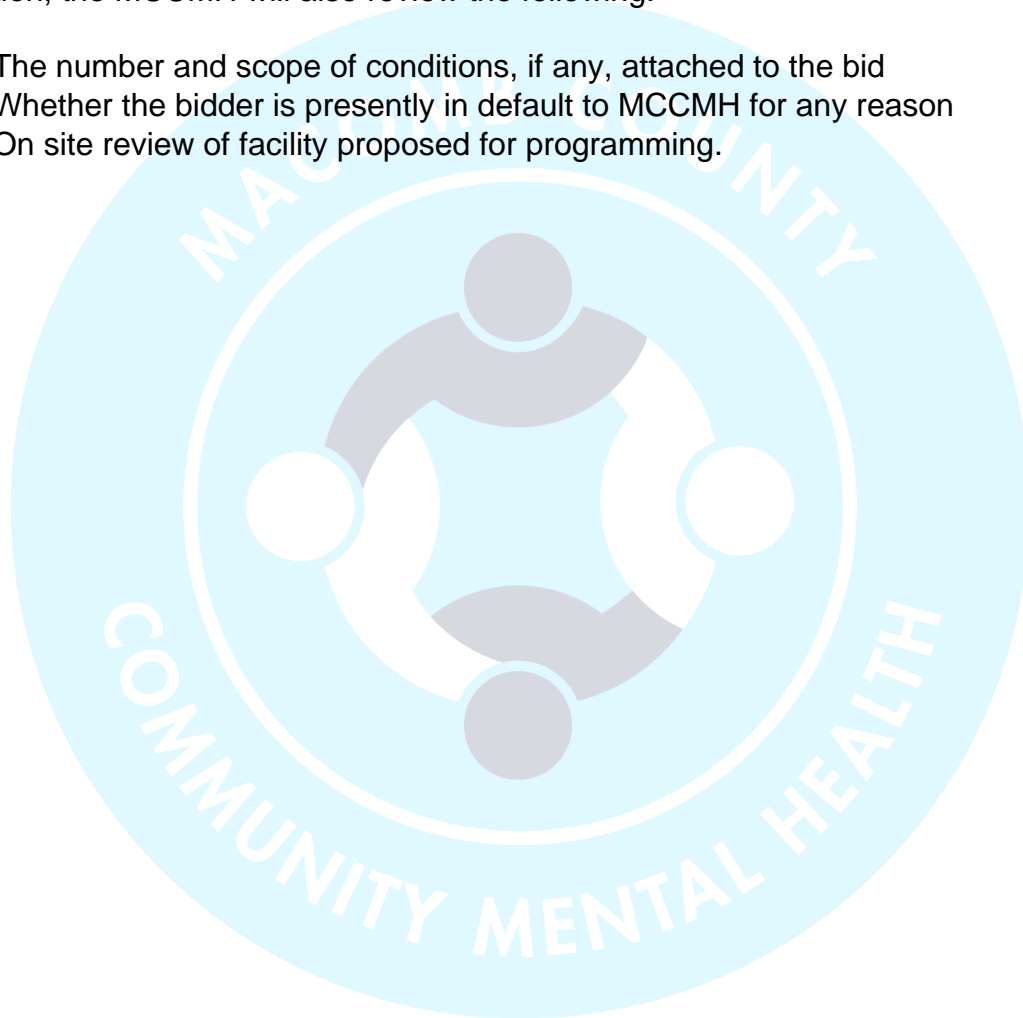 the MCCMH will also review the following:
The number and scope of conditions, if any, attached to the bid
Whether the bidder is presently in default to MCCMH for any reason
On site review of facility proposed for programming.
MACOMB COUNTY
COMMUNITY MENTAL HEALTH